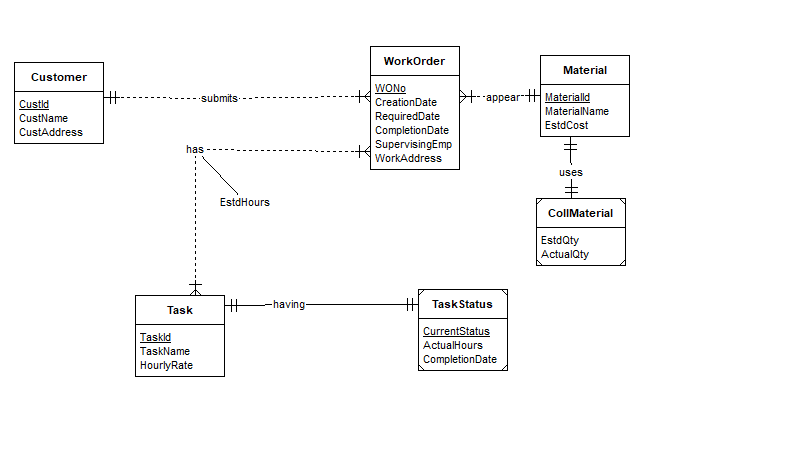 Customer
CustId
CustName
CustAddress
submits
WorkOrder
WONo
CreationDate
RequiredDate
CompletionDate
SupervisingEmp
WorkAddress
appear
Material
MaterialId
MaterialName
EstdCost
uses
CollMaterial
EstdQty
ActualQty
has
EstdHours
Task
TaskId
TaskName
HourlyRate
having
TaskStatus
CurrentStatus
ActualHours
CompletionDate